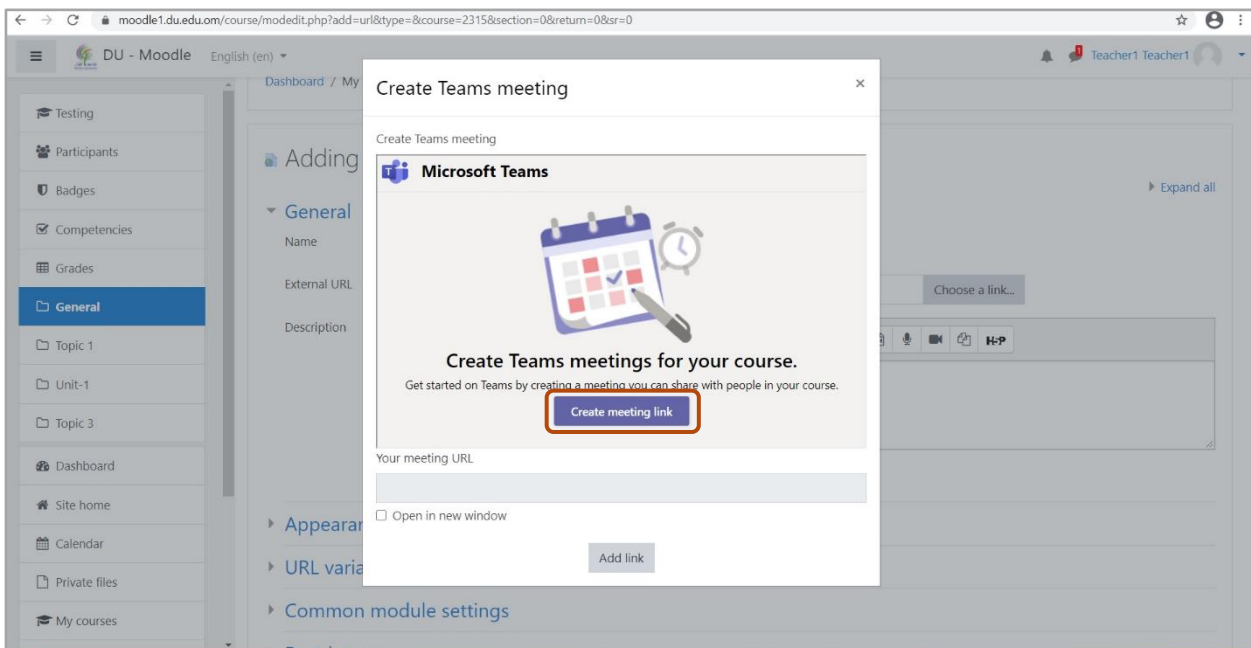 moodle1.du.edu.om/course/modedit.php?add=url&type=&course=2315&section=0&return=0&sr=0
DU - Moodle English (en)
Teacher1 Teacher1
Testing
Participants
Badges
Competencies
Grades
General
Topic 1
Unit-1
Topic 3
Dashboard
Site home
Calendar
Private files
My courses
Dashboard / My
Adding
Expand all
General
Name
External URL
Choose a link...
Description
H5P
Appearan
URL varia
Common module settings
Create Teams meeting
×
Create Teams meeting
Microsoft Teams
Create Teams meetings for your course.
Get started on Teams by creating a meeting you can share with people in your course.
Create meeting link
Your meeting URL
Open in new window
Add link